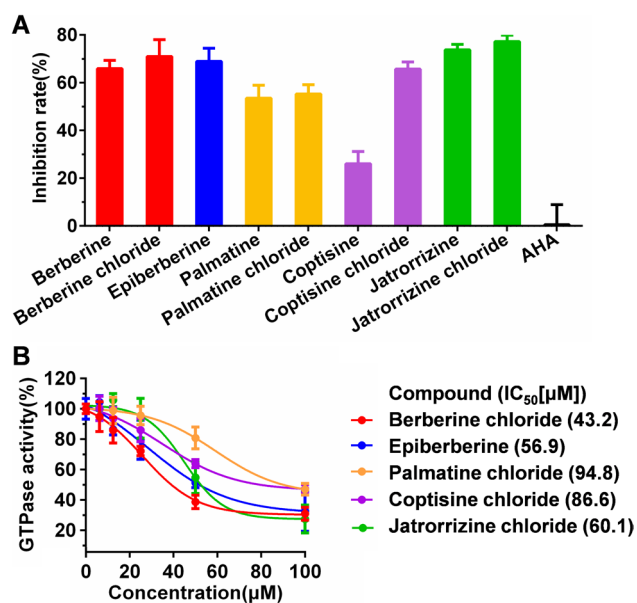 A
Inhibition rate(%)
80
60
40
20
0
Berberine
Berberine chloride
Epiberberine
Palmatine
Palmatine chloride
Coptisine
Coptisine chloride
Jatrorrizine
Jatrorrizine chloride
AHA
B
GTPase activity(%)
120
100
80
60
40
20
0 20 40 60 80 100
Concentration(μM)
Compound (IC50[μM])
Berberine chloride (43.2)
Epiberberine (56.9)
Palmatine chloride (94.8)
Coptisine chloride (86.6)
Jatrorrizine chloride (60.1)